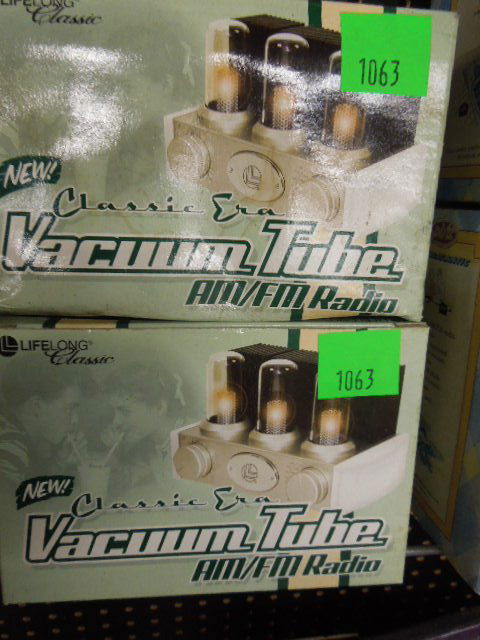 LIFELONG
Classic
1063
NEW!
Classic Era
Vacuum Tube
AM/FM Radio
LIFELONG®
Classic
1063
NEW!
Classic Era
Vacuum Tube
AM/FM Radio